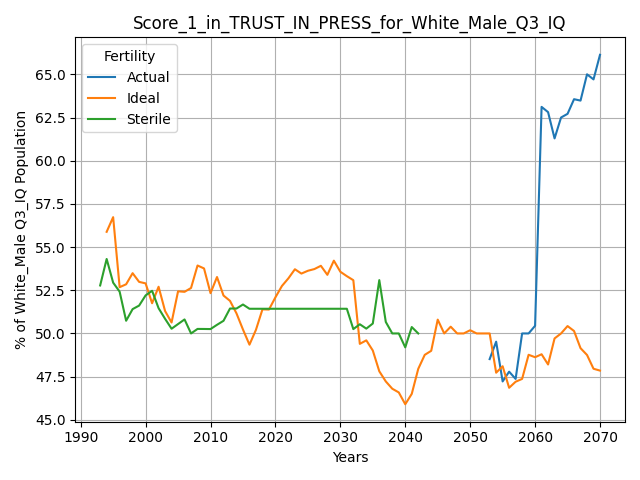 Score_1_in_TRUST_IN_PRESS_for_White_Male_Q3_IQ
Fertility
Actual
Ideal
Sterile
% of White_Male Q3_IQ Population
65.0
62.5
60.0
57.5
55.0
52.5
50.0
47.5
45.0
1990 2000 2010 2020 2030 2040 2050 2060 2070
Years